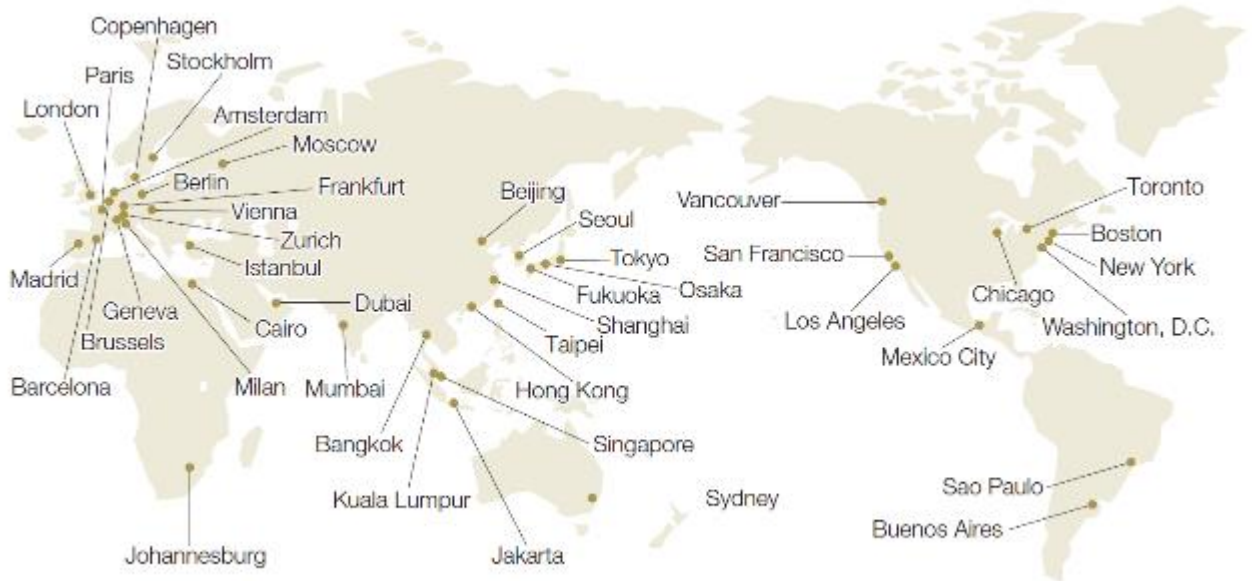 Copenhagen
Stockholm
Paris
London
Amsterdam
Moscow
Berlin
Frankfurt
Vienna
Zurich
Istanbul
Madrid
Geneva
Brussels
Barcelona
Milan
Cairo
Dubai
Mumbai
Johannesburg
Beijing
Seoul
Tokyo
Osaka
Fukuoka
Shanghai
Taipei
Hong Kong
Bangkok
Singapore
Kuala Lumpur
Jakarta
Sydney
Vancouver
San Francisco
Los Angeles
Mexico City
Chicago
Toronto
Boston
New York
Washington, D.C.
Sao Paulo
Buenos Aires